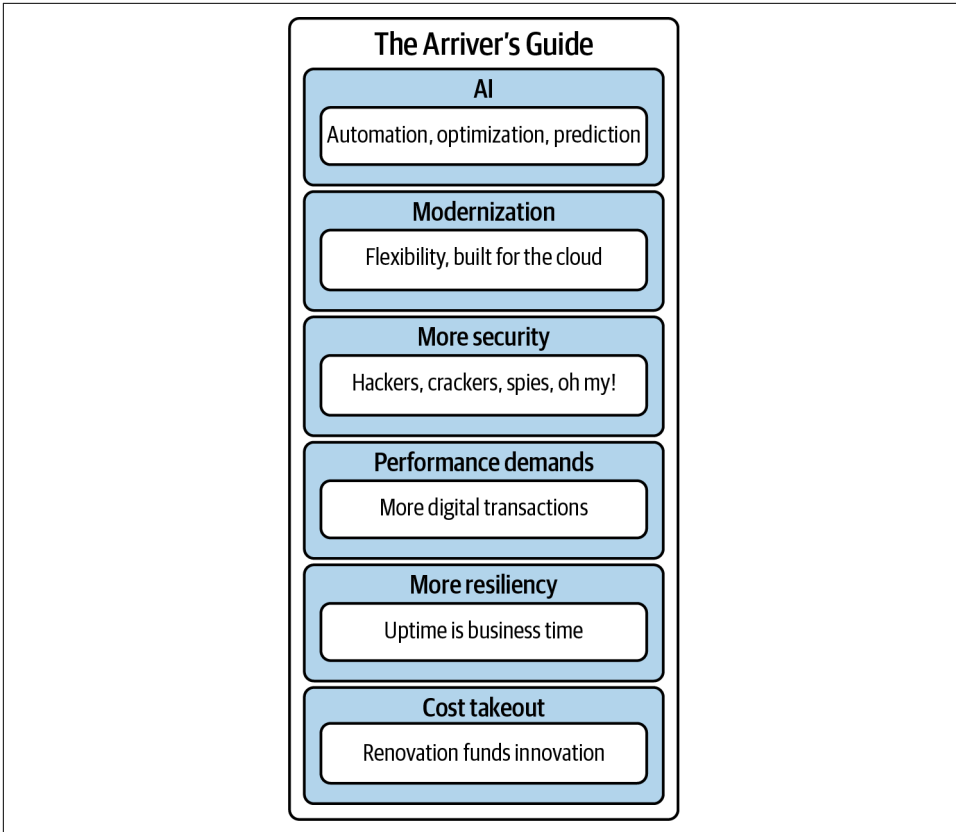 The Arriver’s Guide
AI
Automation, optimization, prediction
Modernization
Flexibility, built for the cloud
More security
Hackers, crackers, spies, oh my!
Performance demands
More digital transactions
More resiliency
Uptime is business time
Cost takeout
Renovation funds innovation